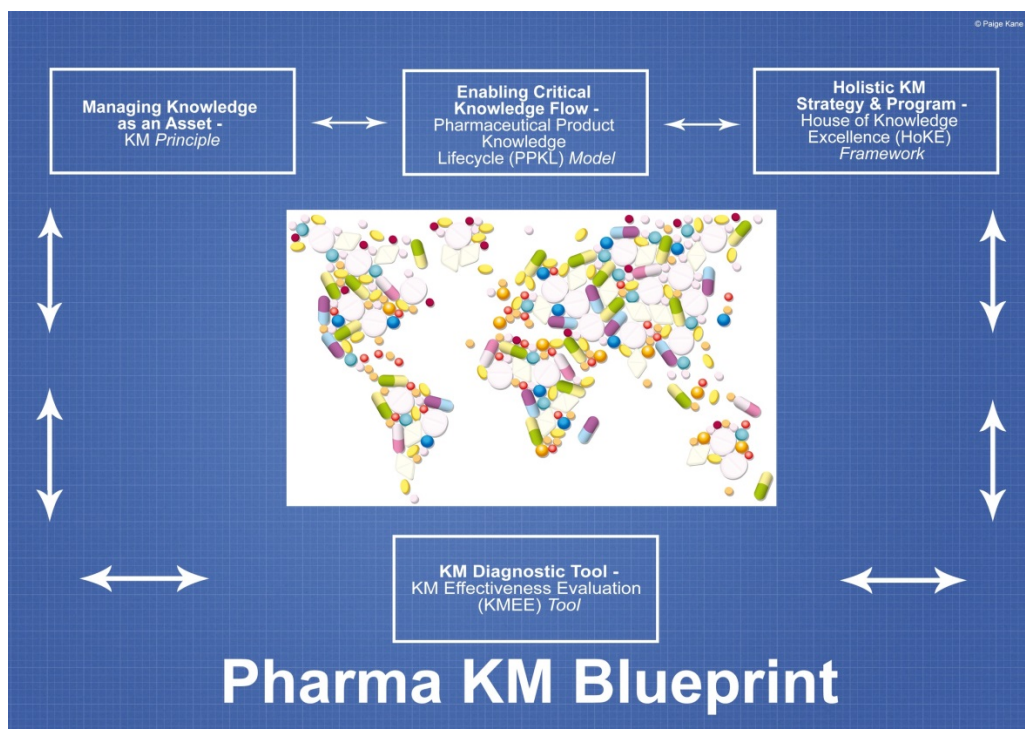 © Paige Kane
Managing Knowledge
as an Asset -
KM Principle
Enabling Critical
Knowledge Flow -
Pharmaceutical Product
Knowledge
Lifecycle (PPKL) Model
Holistic KM
Strategy & Program -
House of Knowledge
Excellence (HoKE)
Framework
KM Diagnostic Tool -
KM Effectiveness Evaluation
(KMEE) Tool
Pharma KM Blueprint